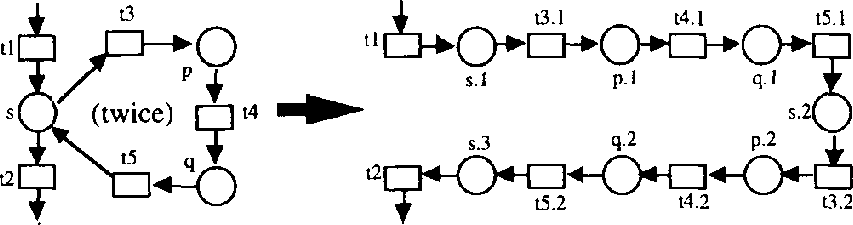 t3
t1
p
s
(twice)
t4
t5
q
t2
t1
s.1
t3.1
p.1
t4.1
q.1
t5.1
s.2
t3.2
p.2
t4.2
q.2
t5.2
s.3
t2